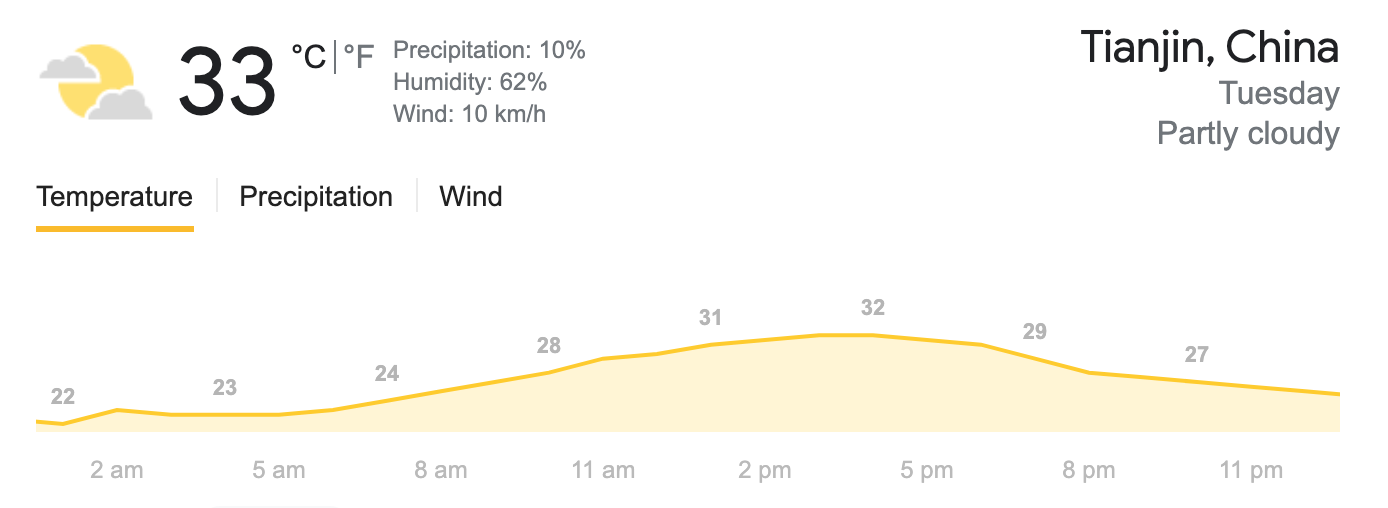 33 °C | °F
Precipitation: 10%
Humidity: 62%
Wind: 10 km/h
Tianjin, China
Tuesday
Partly cloudy
Temperature | Precipitation | Wind
22 23 24 28 31 32 29 27
2 am 5 am 8 am 11 am 2 pm 5 pm 8 pm 11 pm